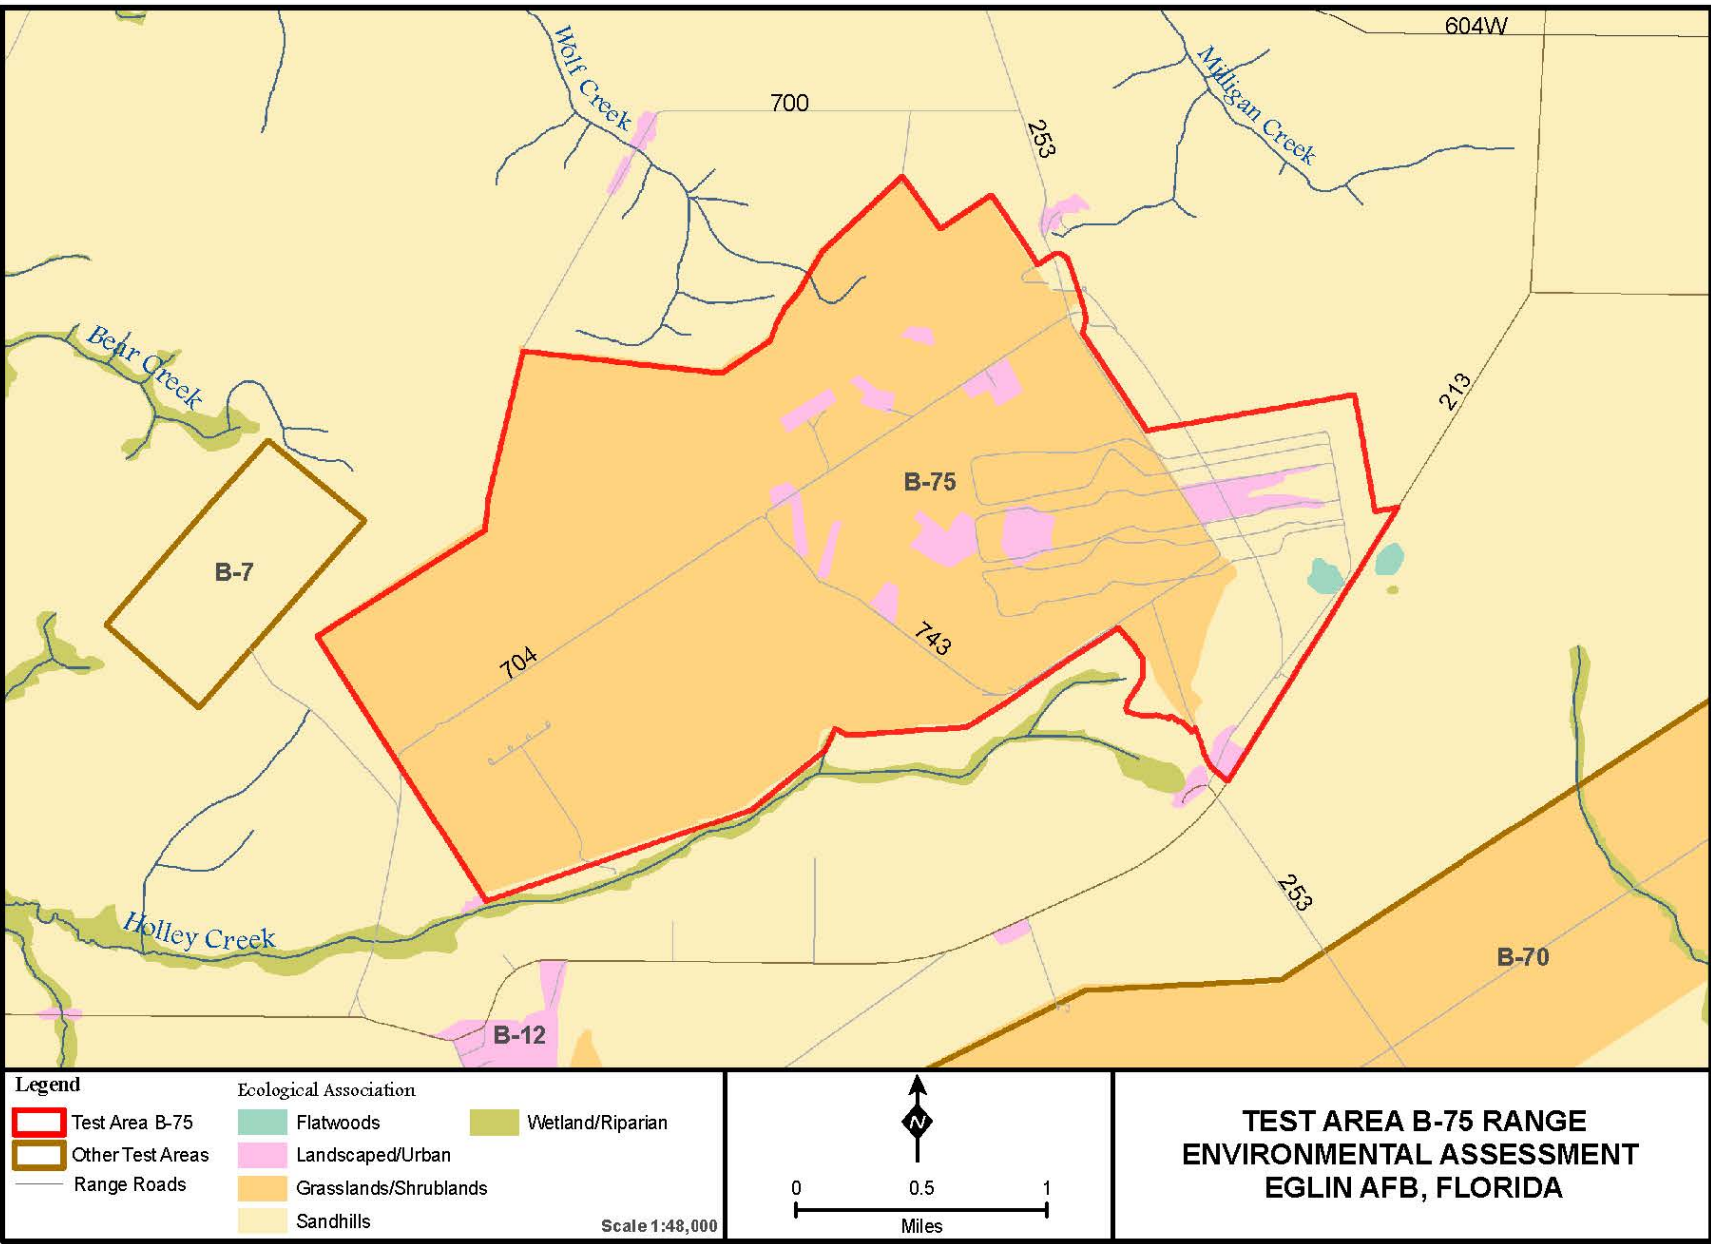 604W
Wolf Creek
Milligan Creek
700
253
Bear Creek
213
B-75
B-7
743
704
253
Holley Creek
B-70
B-12
Legend
Test Area B-75
Other Test Areas
Range Roads
Ecological Association
Flatwoods
Landscaped/Urban
Grasslands/Shrublands
Sandhills
Wetland/Riparian
Scale 1:48,000
N
0 0.5 1
Miles
TEST AREA B-75 RANGE
ENVIRONMENTAL ASSESSMENT
EGLIN AFB, FLORIDA